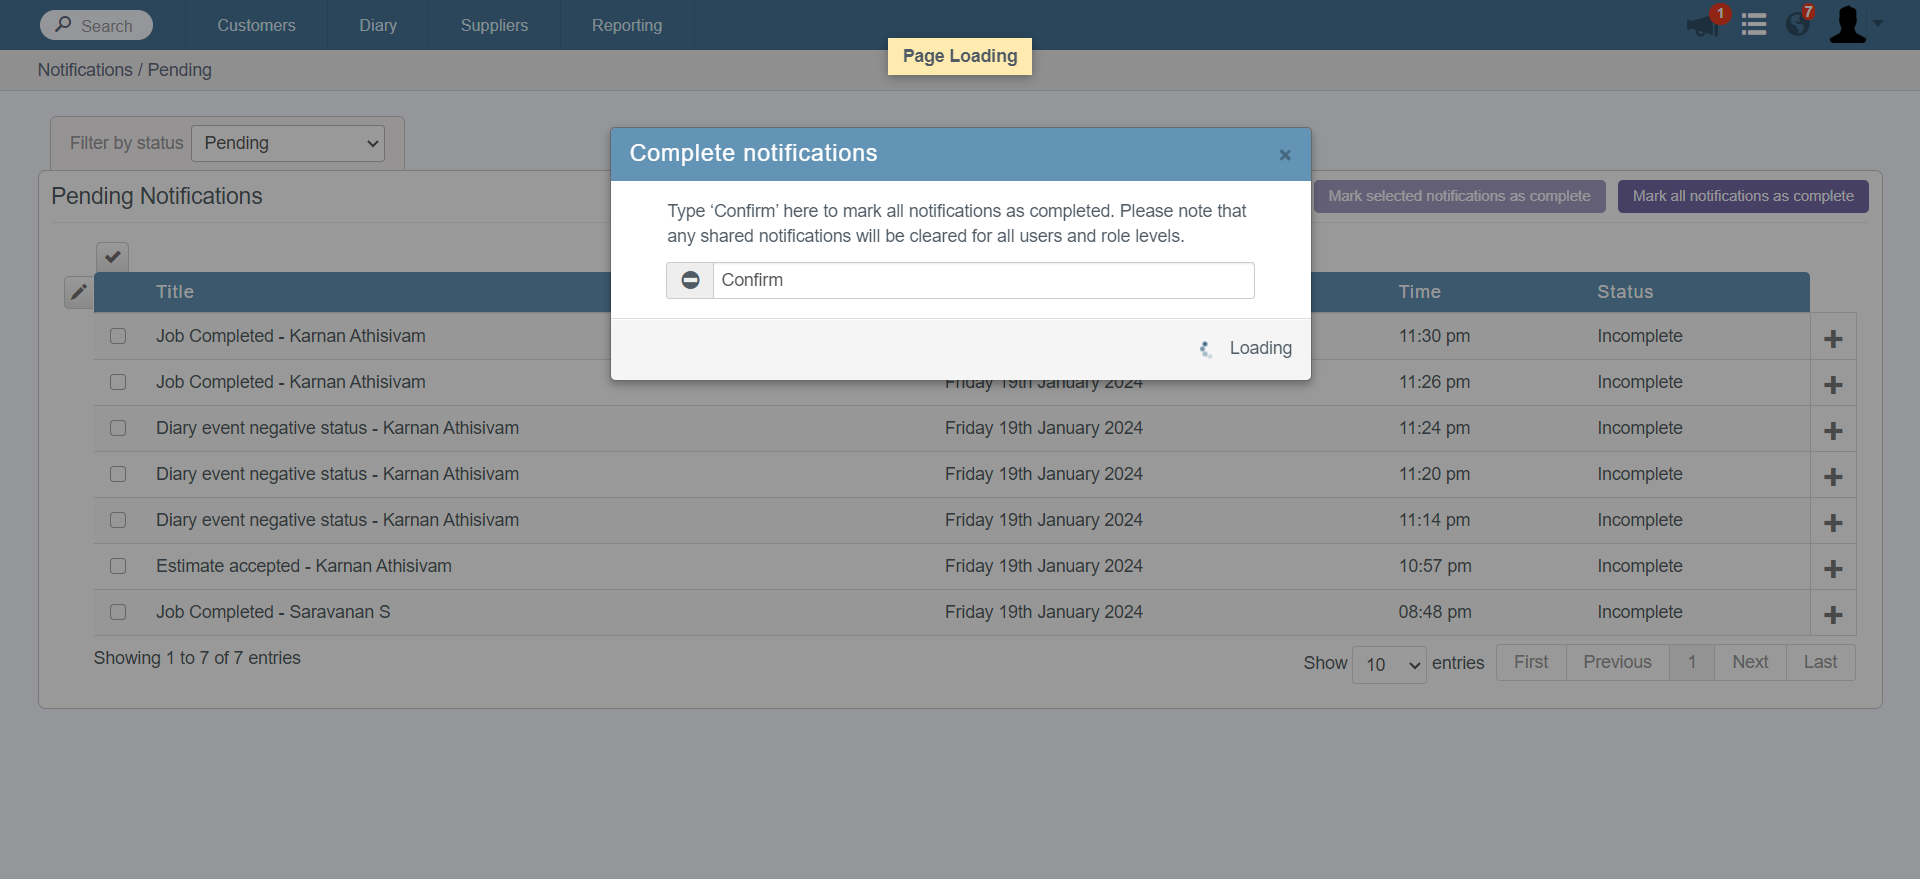 Search Customers Diary Suppliers Reporting 1 7
Page Loading
Notifications / Pending
Filter by status Pending
Complete notifications ×
Pending Notifications Mark selected notifications as complete Mark all notifications as complete
Type ‘Confirm’ here to mark all notifications as completed. Please note that
any shared notifications will be cleared for all users and role levels.
Confirm
Loading
Title Time Status
Job Completed - Karnan Athisivam 11:30 pm Incomplete
Job Completed - Karnan Athisivam Friday 19th January 2024 11:26 pm Incomplete
Diary event negative status - Karnan Athisivam Friday 19th January 2024 11:24 pm Incomplete
Diary event negative status - Karnan Athisivam Friday 19th January 2024 11:20 pm Incomplete
Diary event negative status - Karnan Athisivam Friday 19th January 2024 11:14 pm Incomplete
Estimate accepted - Karnan Athisivam Friday 19th January 2024 10:57 pm Incomplete
Job Completed - Saravanan S Friday 19th January 2024 08:48 pm Incomplete
Showing 1 to 7 of 7 entries Show 10 entries First Previous 1 Next Last